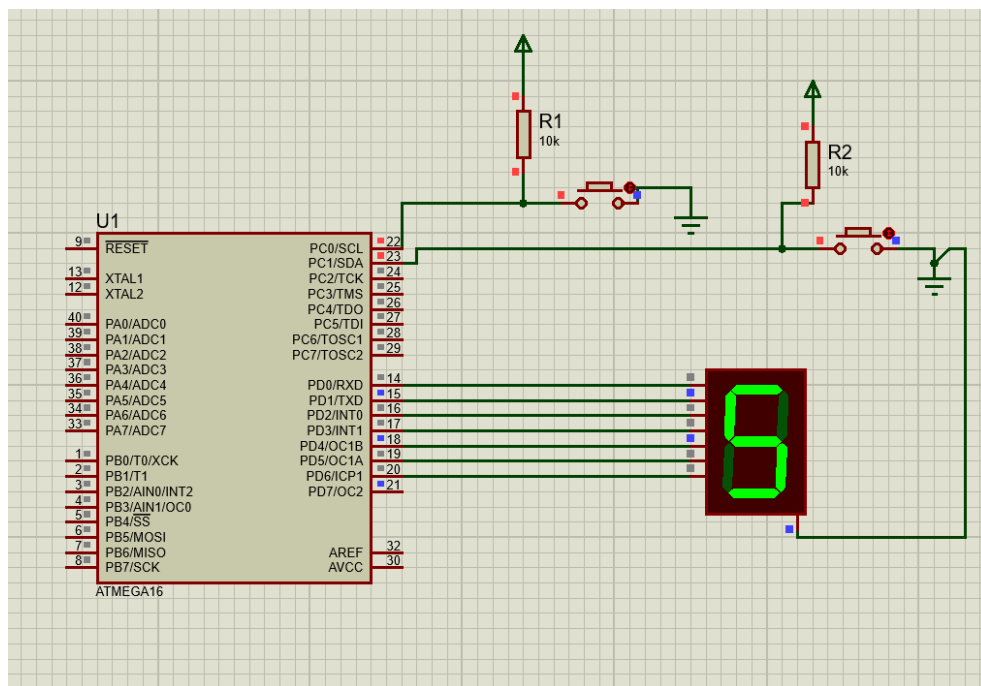 R1
10k
R2
10k
U1
9 RESET
13 XTAL1
12 XTAL2
40 PA0/ADC0
39 PA1/ADC1
38 PA2/ADC2
37 PA3/ADC3
36 PA4/ADC4
35 PA5/ADC5
34 PA6/ADC6
33 PA7/ADC7
1 PB0/T0/XCK
2 PB1/T1
3 PB2/AIN0/INT2
4 PB3/AIN1/OC0
5 PB4/SS
6 PB5/MOSI
7 PB6/MISO
8 PB7/SCK
PC0/SCL 22
PC1/SDA 23
PC2/TCK 24
PC3/TMS 25
PC4/TDO 26
PC5/TDI 27
PC6/TOSC1 28
PC7/TOSC2 29
PD0/RXD 14
PD1/TXD 15
PD2/INT0 16
PD3/INT1 17
PD4/OC1B 18
PD5/OC1A 19
PD6/ICP1 20
PD7/OC2 21
AREF 32
AVCC 30
ATMEGA16
5